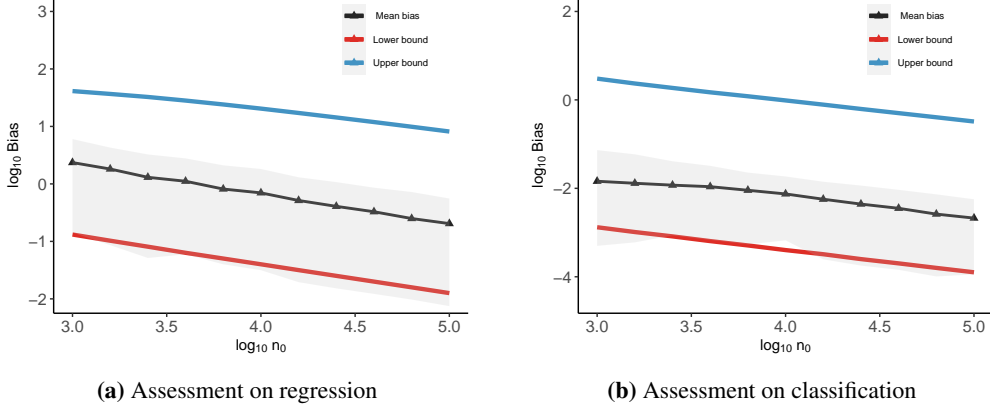 3
2
1
0
−1
−2
log10 Bias
3.0
3.5
4.0
4.5
5.0
log10 n0
Mean bias
Lower bound
Upper bound
(a) Assessment on regression
2
0
−2
−4
log10 Bias
3.0
3.5
4.0
4.5
5.0
log10 n0
Mean bias
Lower bound
Upper bound
(b) Assessment on classification